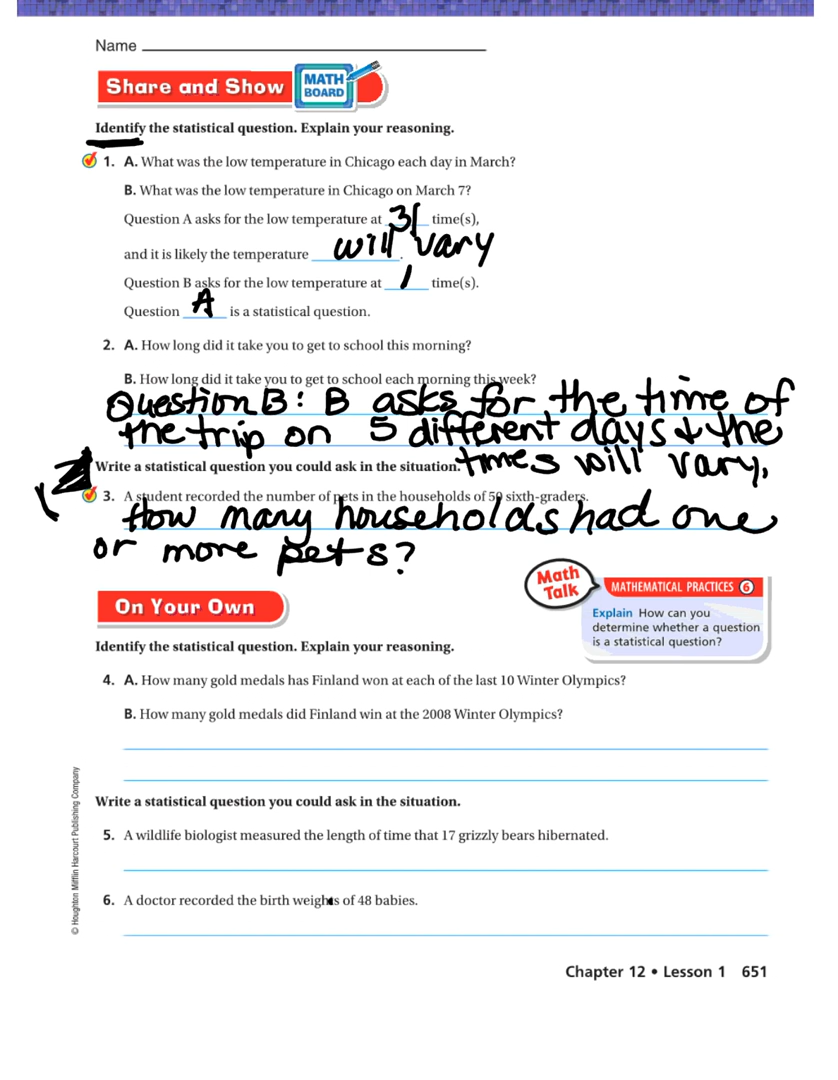 Name
Share and Show MATH BOARD
Identify the statistical question. Explain your reasoning.
1. A. What was the low temperature in Chicago each day in March?
B. What was the low temperature in Chicago on March 7?
Question A asks for the low temperature at 31 time(s),
and it is likely the temperature will vary.
Question B asks for the low temperature at 1 time(s).
Question A is a statistical question.
2. A. How long did it take you to get to school this morning?
B. How long did it take you to get to school each morning this week?
Question B: B asks for the time of
the trip on 5 different days & the
times will vary.
Write a statistical question you could ask in the situation.
3. A student recorded the number of pets in the households of 50 sixth-graders.
How many households had one
or more pets?
Math Talk
MATHEMATICAL PRACTICES 6
Explain How can you
determine whether a question
is a statistical question?
On Your Own
Identify the statistical question. Explain your reasoning.
4. A. How many gold medals has Finland won at each of the last 10 Winter Olympics?
B. How many gold medals did Finland win at the 2008 Winter Olympics?
Write a statistical question you could ask in the situation.
5. A wildlife biologist measured the length of time that 17 grizzly bears hibernated.
6. A doctor recorded the birth weights of 48 babies.
© Houghton Mifflin Harcourt Publishing Company
Chapter 12 • Lesson 1 651